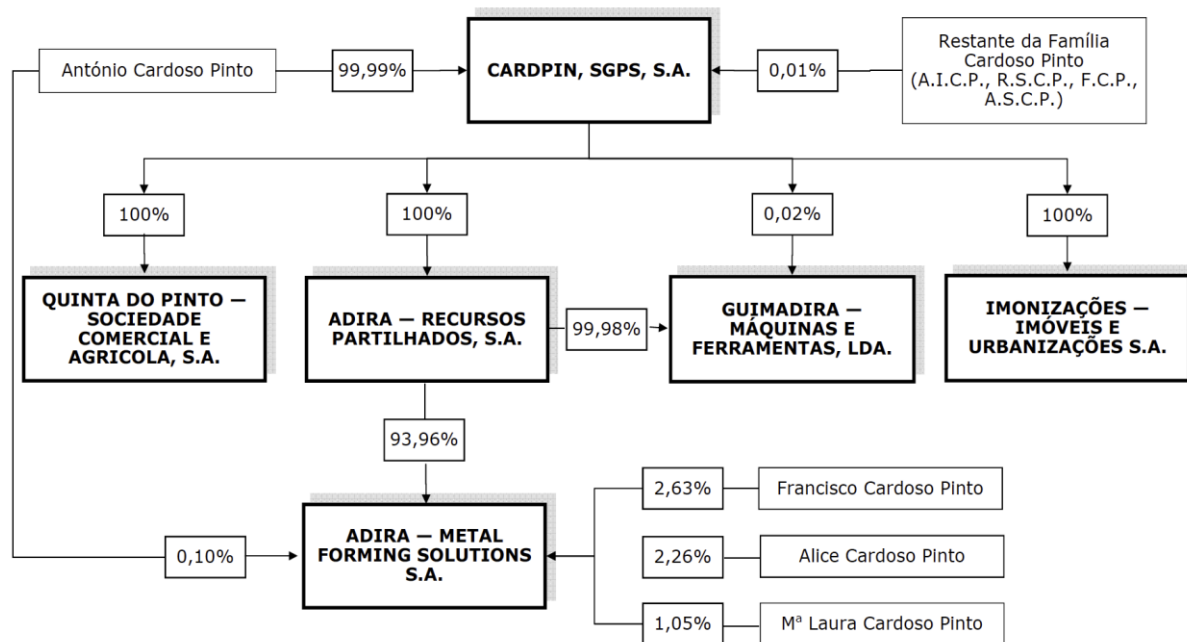 António Cardoso Pinto
99,99%
CARDPIN, SGPS, S.A.
0,01%
Restante da Família
Cardoso Pinto
(A.I.C.P., R.S.C.P., F.C.P.,
A.S.C.P.)
100%
100%
0,02%
100%
QUINTA DO PINTO —
SOCIEDADE
COMERCIAL E
AGRICOLA, S.A.
ADIRA — RECURSOS
PARTILHADOS, S.A.
99,98%
GUIMADIRA —
MÁQUINAS E
FERRAMENTAS, LDA.
IMONIZAÇÕES —
IMÓVEIS E
URBANIZAÇÕES S.A.
93,96%
0,10%
ADIRA — METAL
FORMING SOLUTIONS
S.A.
2,63%
Francisco Cardoso Pinto
2,26%
Alice Cardoso Pinto
1,05%
Mª Laura Cardoso Pinto